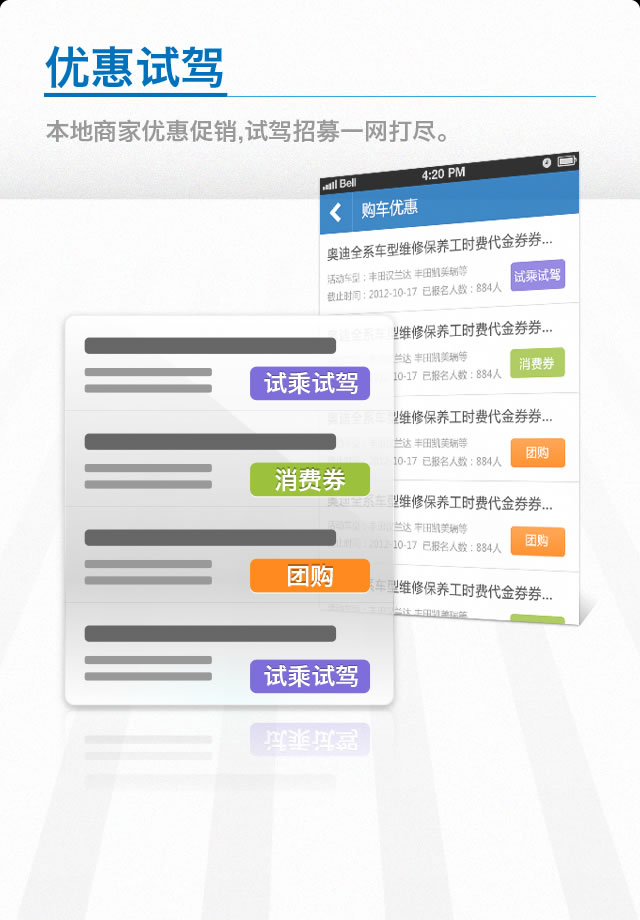 优惠试驾
本地商家优惠促销,试驾招募一网打尽。
Bell 4:20 PM
购车优惠
奥迪全系车型维修保养工时费代金券券...
活动车型：丰田汉兰达 丰田凯美瑞等
截止时间：2012-10-17 已报名人数：884人
试乘试驾
奥迪全系车型维修保养工时费代金券券...
兰达 丰田凯美瑞等
10-17 已报名人数：884人
消费券
奥迪全系车型维修保养工时费代金券券...
兰达 丰田凯美瑞等
10-17 已报名人数：884人
团购
奥迪全系车型维修保养工时费代金券券...
兰达 丰田凯美瑞等
2012-10-17 已报名人数：884人
团购
系车型维修保养工时费代金券券...
丰田凯美瑞等
试乘试驾
消费券
团购
试乘试驾